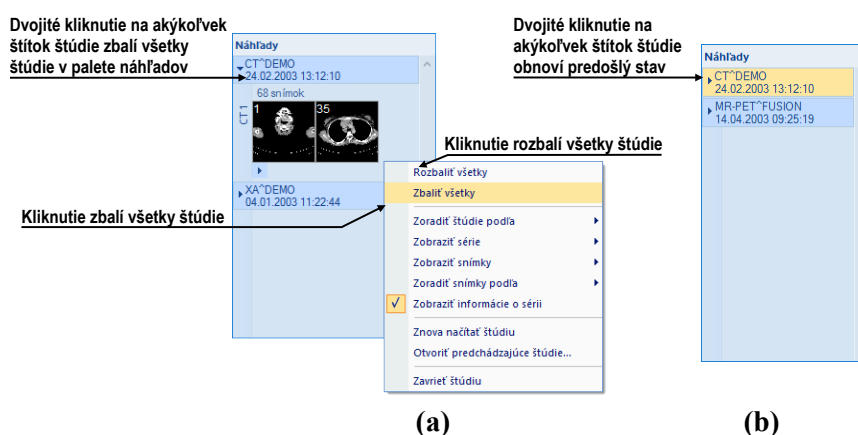 Dvojité kliknutie na akýkoľvek
štítok štúdie zbalí všetky
štúdie v palete náhľadov
Náhľady
CT^DEMO
24.02.2003 13:12:10
68 snímok
CT 1
1
35
XA^DEMO
04.01.2003 11:22:44
Kliknutie rozbalí všetky štúdie
Kliknutie zbalí všetky štúdie
Rozbaliť všetky
Zbaliť všetky
Zoradiť štúdie podľa
Zobraziť série
Zobraziť snímky
Zoradiť snímky podľa
Zobraziť informácie o sérii
Znova načítať štúdiu
Otvoriť predchádzajúce štúdie...
Zavrieť štúdiu
(a)
Dvojité kliknutie na
akýkoľvek štítok štúdie
obnoví predošlý stav
Náhľady
CT^DEMO
24.02.2003 13:12:10
MR-PET^FUSION
14.04.2003 09:25:19
(b)